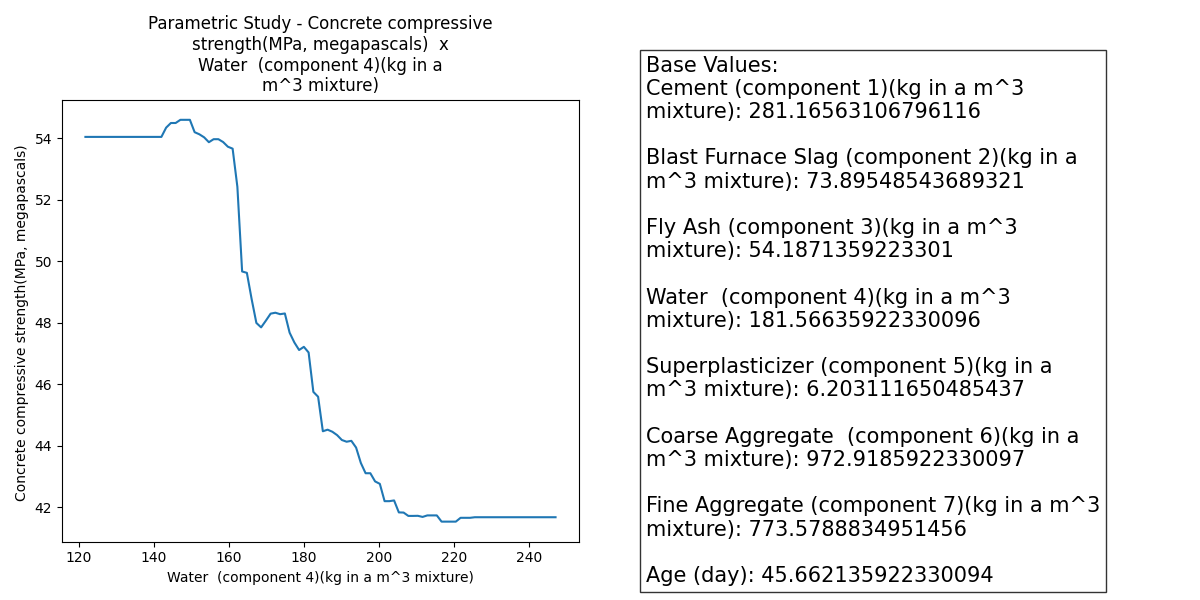 Parametric Study - Concrete compressive
strength(MPa, megapascals)  x
Water  (component 4)(kg in a
m^3 mixture)
Concrete compressive strength(MPa, megapascals)
54
52
50
48
46
44
42
120 140 160 180 200 220 240
Water  (component 4)(kg in a m^3 mixture)
Base Values:
Cement (component 1)(kg in a m^3
mixture): 281.16563106796116
Blast Furnace Slag (component 2)(kg in a
m^3 mixture): 73.89548543689321
Fly Ash (component 3)(kg in a m^3
mixture): 54.1871359223301
Water  (component 4)(kg in a m^3
mixture): 181.56635922330096
Superplasticizer (component 5)(kg in a
m^3 mixture): 6.203111650485437
Coarse Aggregate  (component 6)(kg in a
m^3 mixture): 972.9185922330097
Fine Aggregate (component 7)(kg in a m^3
mixture): 773.5788834951456
Age (day): 45.662135922330094